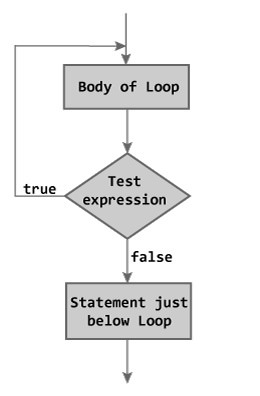 Body of Loop
Test
expression
true
false
Statement just
below Loop